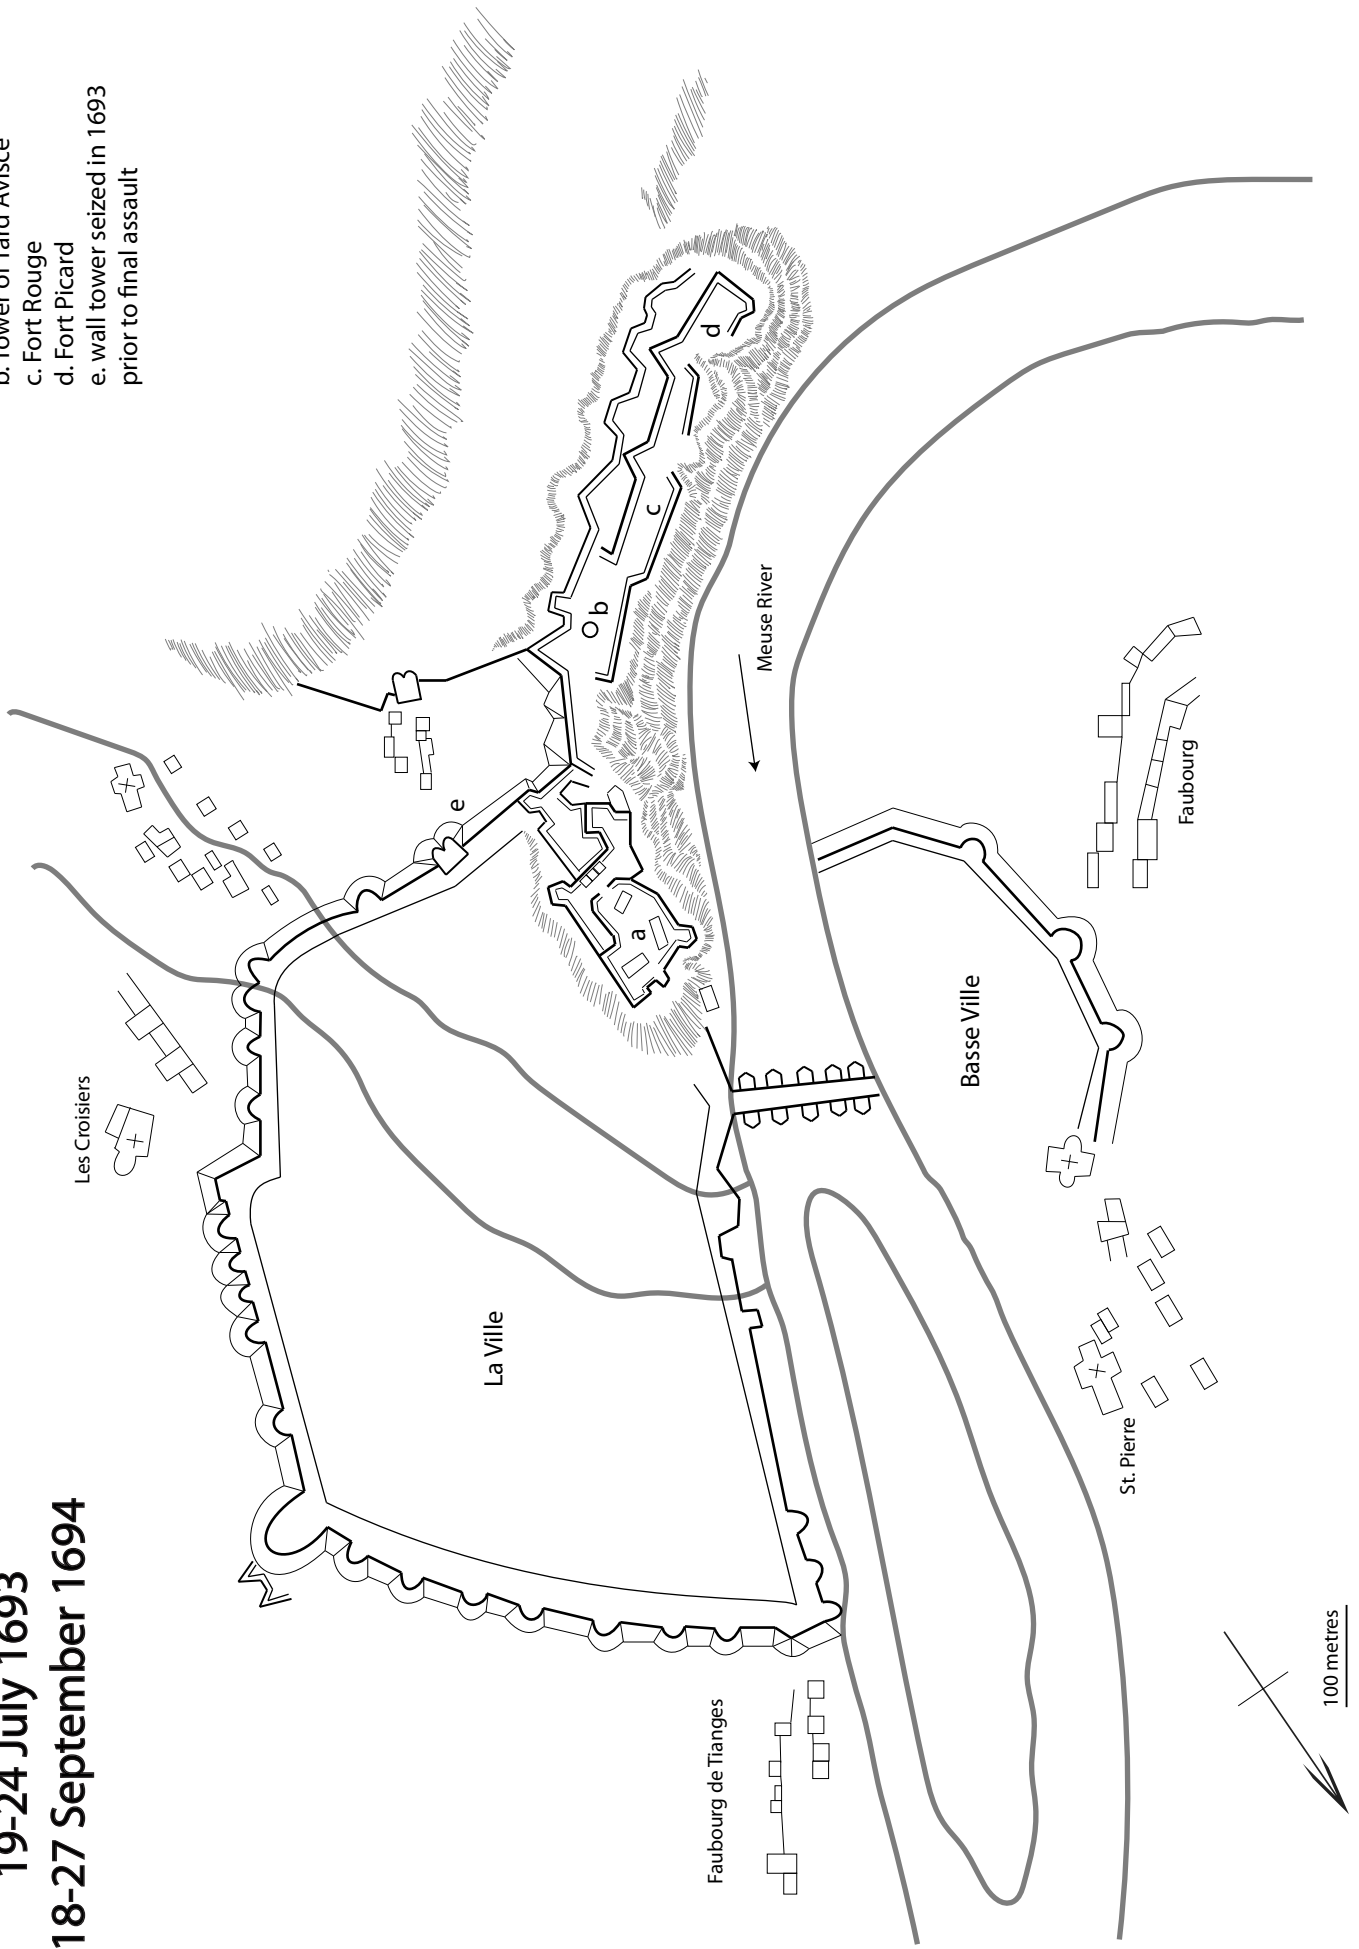 19-24 July 1693
18-27 September 1694
b. Tower of Tard Avisce
c. Fort Rouge
d. Fort Picard
e. wall tower seized in 1693
prior to final assault
Les Croisiers
e
d
c
b
a
Meuse River
La Ville
Basse Ville
Faubourg
St. Pierre
Faubourg de Tianges
100 metres